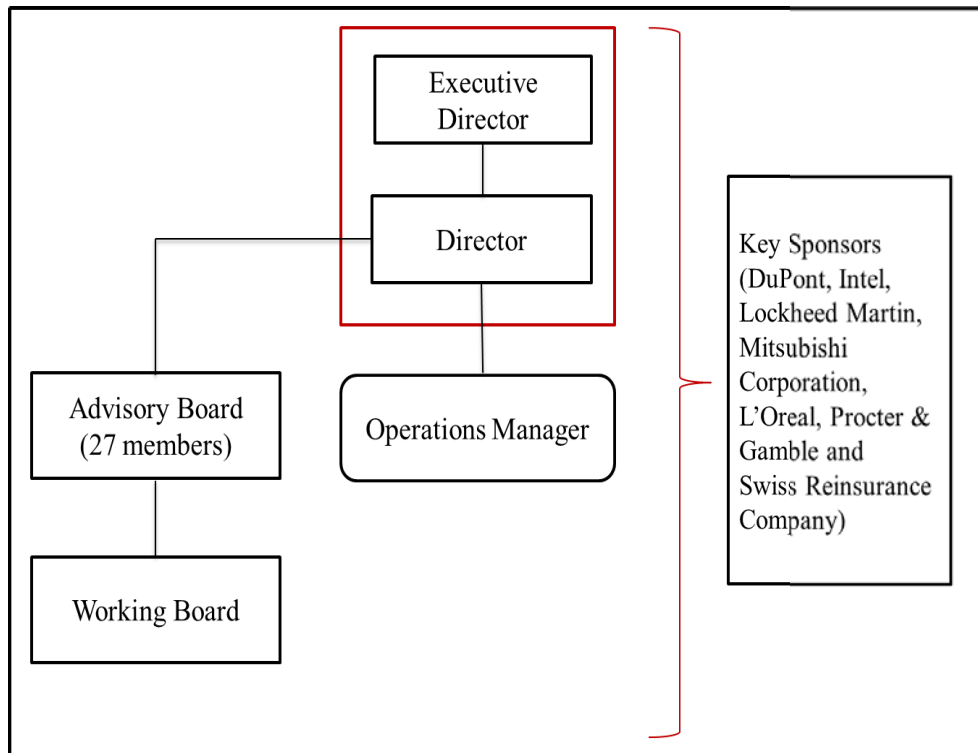 Executive
Director
Director
Advisory Board
(27 members)
Operations Manager
Working Board
Key Sponsors
(DuPont, Intel,
Lockheed Martin,
Mitsubishi
Corporation,
L’Oreal, Procter &
Gamble and
Swiss Reinsurance
Company)